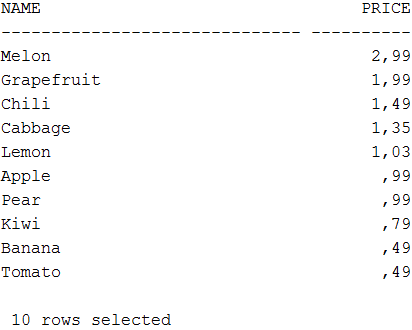 NAME                                PRICE
------------------------------ ----------
Melon                                2,99
Grapefruit                           1,99
Chili                                1,49
Cabbage                              1,35
Lemon                                1,03
Apple                                 ,99
Pear                                  ,99
Kiwi                                  ,79
Banana                                ,49
Tomato                                ,49

 10 rows selected